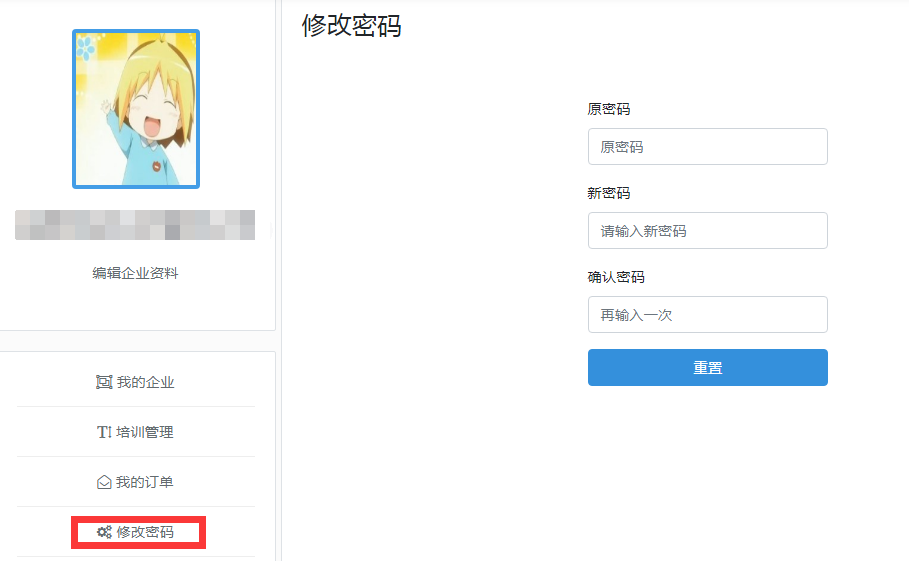 编辑企业资料
我的企业
TI 培训管理
我的订单
修改密码
修改密码
原密码
原密码
新密码
请输入新密码
确认密码
再输入一次
重置